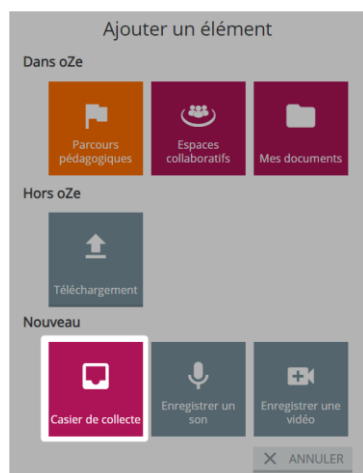 Ajouter un élément
Dans oZe
Parcours
pédagogiques
Espaces
collaboratifs
Mes documents
Hors oZe
Téléchargement
Nouveau
Casier de collecte
Enregistrer un
son
Enregistrer une
vidéo
ANNULER